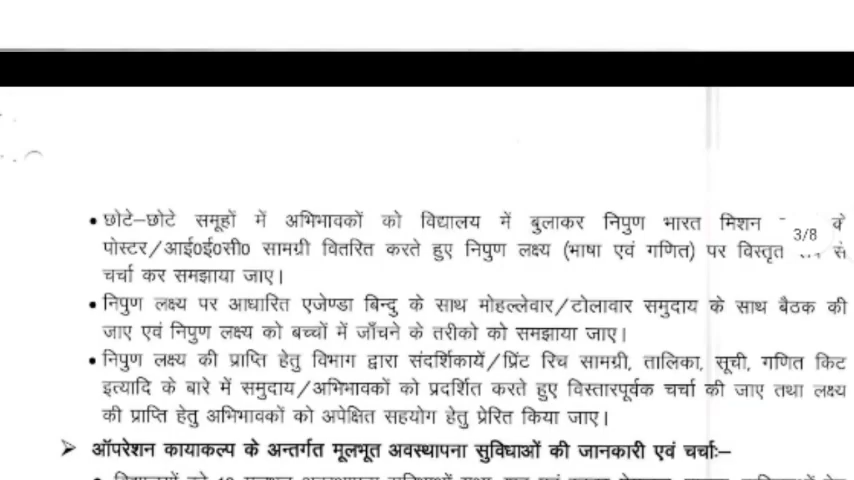 3/8
• छोटे–छोटे समूहों में अभिभावकों को विद्यालय में बुलाकर निपुण भारत मिशन के
पोस्टर/आई0ई0सी0 सामग्री वितरित करते हुए निपुण लक्ष्य (भाषा एवं गणित) पर विस्तृत से
चर्चा कर समझाया जाए।
• निपुण लक्ष्य पर आधारित एजेण्डा बिन्दु के साथ मोहल्लेवार/टोलावार समुदाय के साथ बैठक की
जाए एवं निपुण लक्ष्य को बच्चों में जाँचने के तरीको को समझाया जाए।
• निपुण लक्ष्य की प्राप्ति हेतु विभाग द्वारा संदर्शिकायें/प्रिंट रिच सामग्री, तालिका, सूची, गणित किट
इत्यादि के बारे में समुदाय/अभिभावकों को प्रदर्शित करते हुए विस्तारपूर्वक चर्चा की जाए तथा लक्ष्य
की प्राप्ति हेतु अभिभावकों को अपेक्षित सहयोग हेतु प्रेरित किया जाए।
➤ ऑपरेशन कायाकल्प के अन्तर्गत मूलभूत अवस्थापना सुविधाओं की जानकारी एवं चर्चाः–